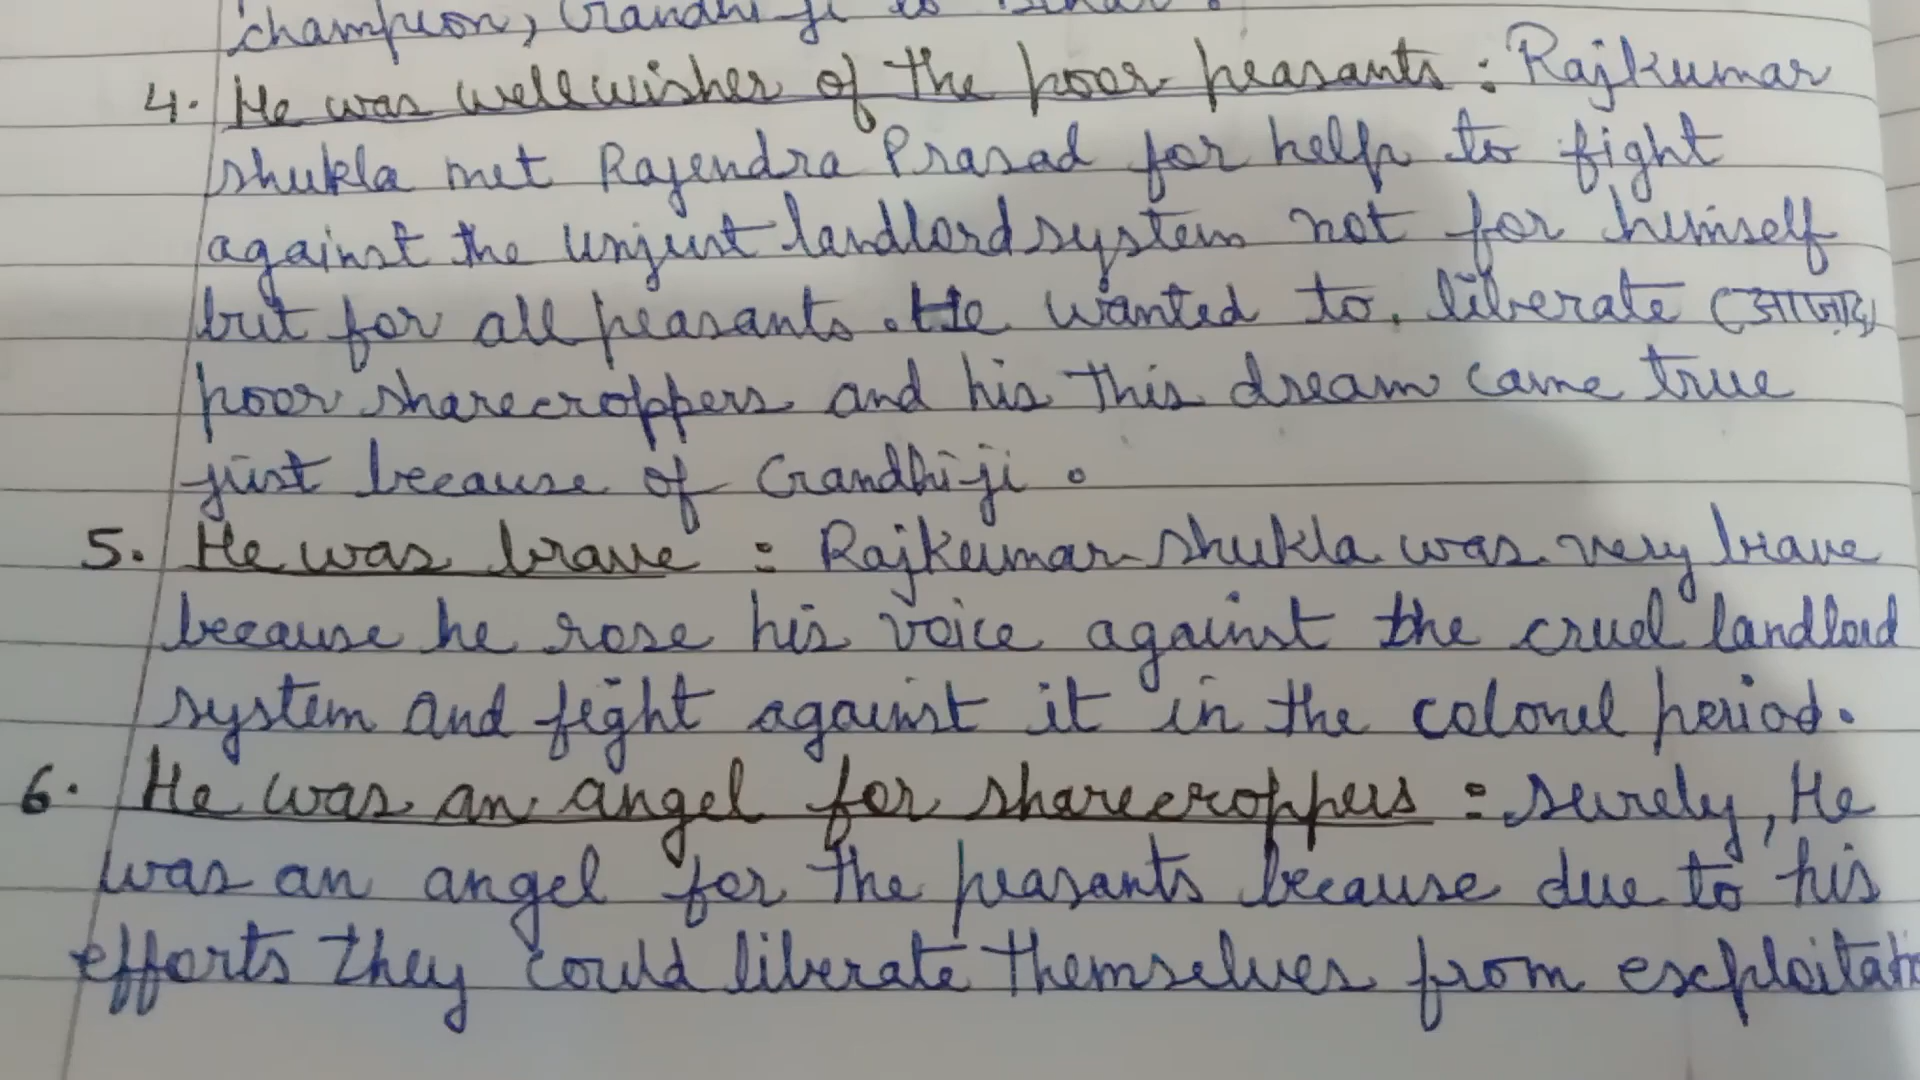 champion, Gandhi ji to Bihar.
4. He was wellwisher of the poor peasants : Rajkumar
shukla met Rajendra Prasad for help to fight
against the unjust landlord system not for himself
but for all peasants. He wanted to. liberate (आजाद)
poor sharecroppers and his this dream came true
just because of Gandhiji.
5. He was brave : Rajkumar shukla was very brave
because he rose his voice against the cruel landlord
system and fight against it in the colonel period.
6. He was an angel for sharecroppers : surely, He
was an angel for the peasants because due to his
efforts they could liberate themselves from exploitati